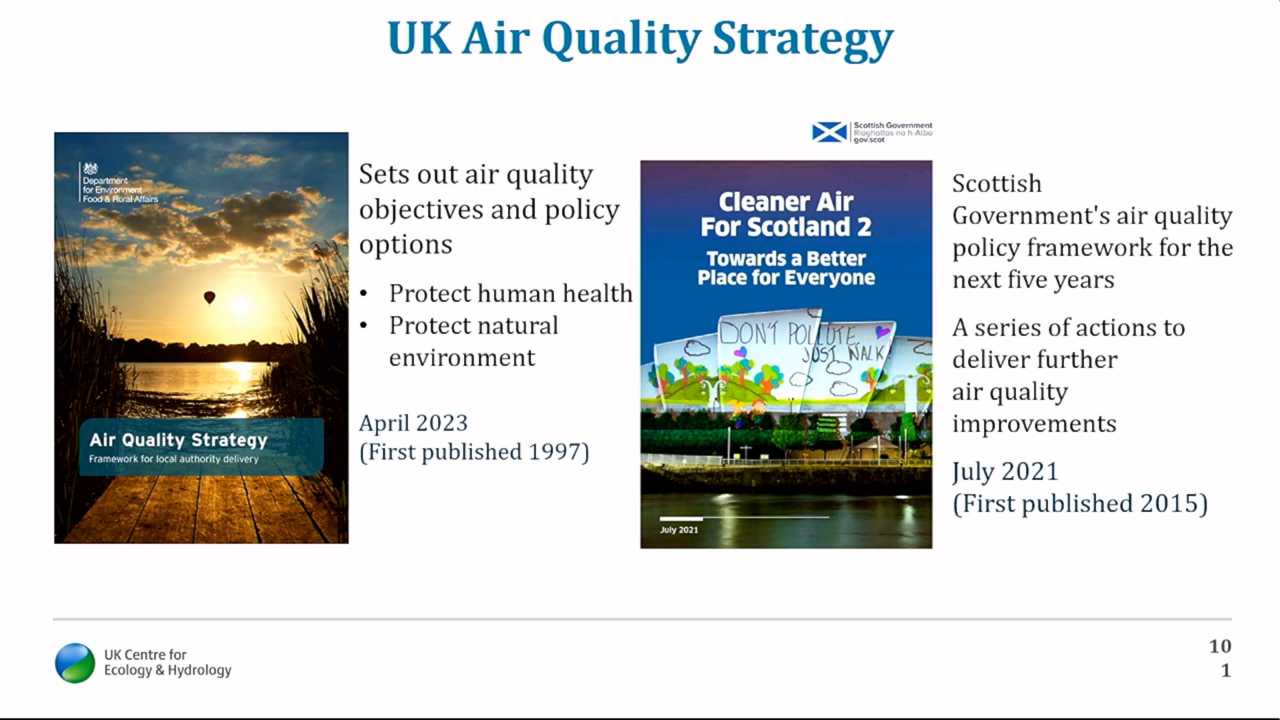 UK Air Quality Strategy
Department
for Environment
Food & Rural Affairs
Air Quality Strategy
Framework for local authority delivery
Sets out air quality
objectives and policy
options
• Protect human health
• Protect natural
environment
April 2023
(First published 1997)
Scottish Government
Riaghaltas na h-Alba
gov.scot
Cleaner Air
For Scotland 2
Towards a Better
Place for Everyone
DON'T POLLUTE
JUST WALK
July 2021
Scottish
Government's air quality
policy framework for the
next five years
A series of actions to
deliver further
air quality
improvements
July 2021
(First published 2015)
UK Centre for
Ecology & Hydrology
10
1